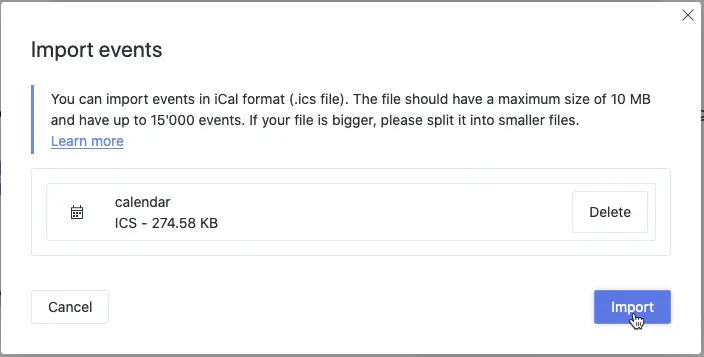 Import events
You can import events in iCal format (.ics file). The file should have a maximum size of 10 MB
and have up to 15'000 events. If your file is bigger, please split it into smaller files.
Learn more
calendar
ICS - 274.58 KB
Delete
Cancel
Import